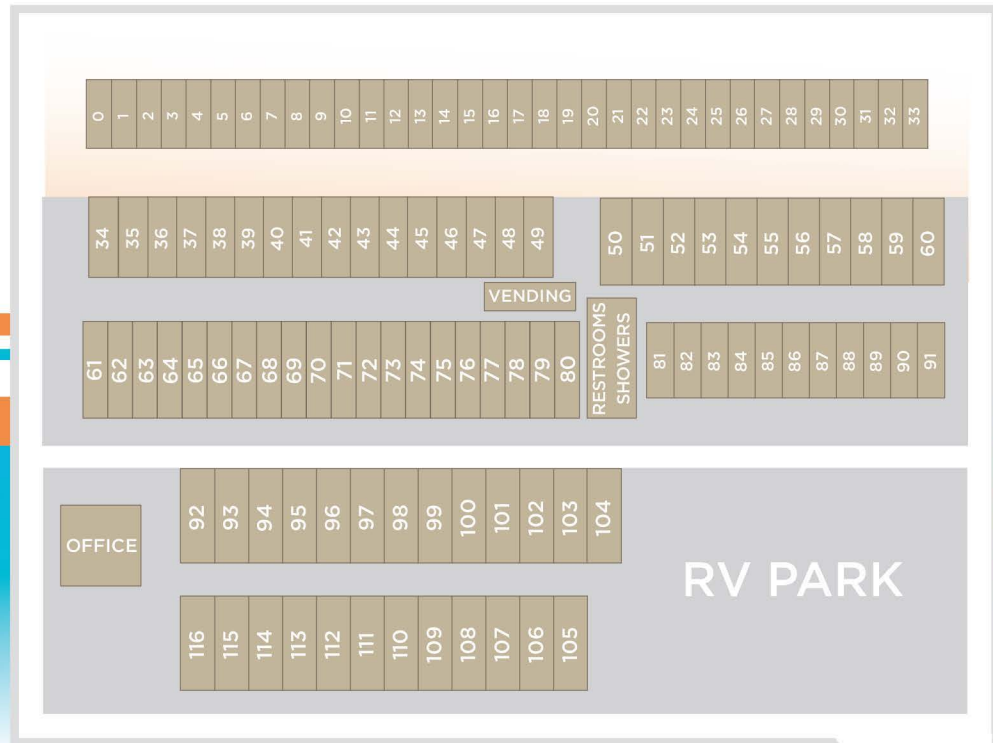 0 1 2 3 4 5 6 7 8 9 10 11 12 13 14 15 16 17 18 19 20 21 22 23 24 25 26 27 28 29 30 31 32 33
34 35 36 37 38 39 40 41 42 43 44 45 46 47 48 49
50 51 52 53 54 55 56 57 58 59 60
VENDING
61 62 63 64 65 66 67 68 69 70 71 72 73 74 75 76 77 78 79 80
RESTROOMS
SHOWERS
81 82 83 84 85 86 87 88 89 90 91
OFFICE
92 93 94 95 96 97 98 99 100 101 102 103 104
RV PARK
116 115 114 113 112 111 110 109 108 107 106 105